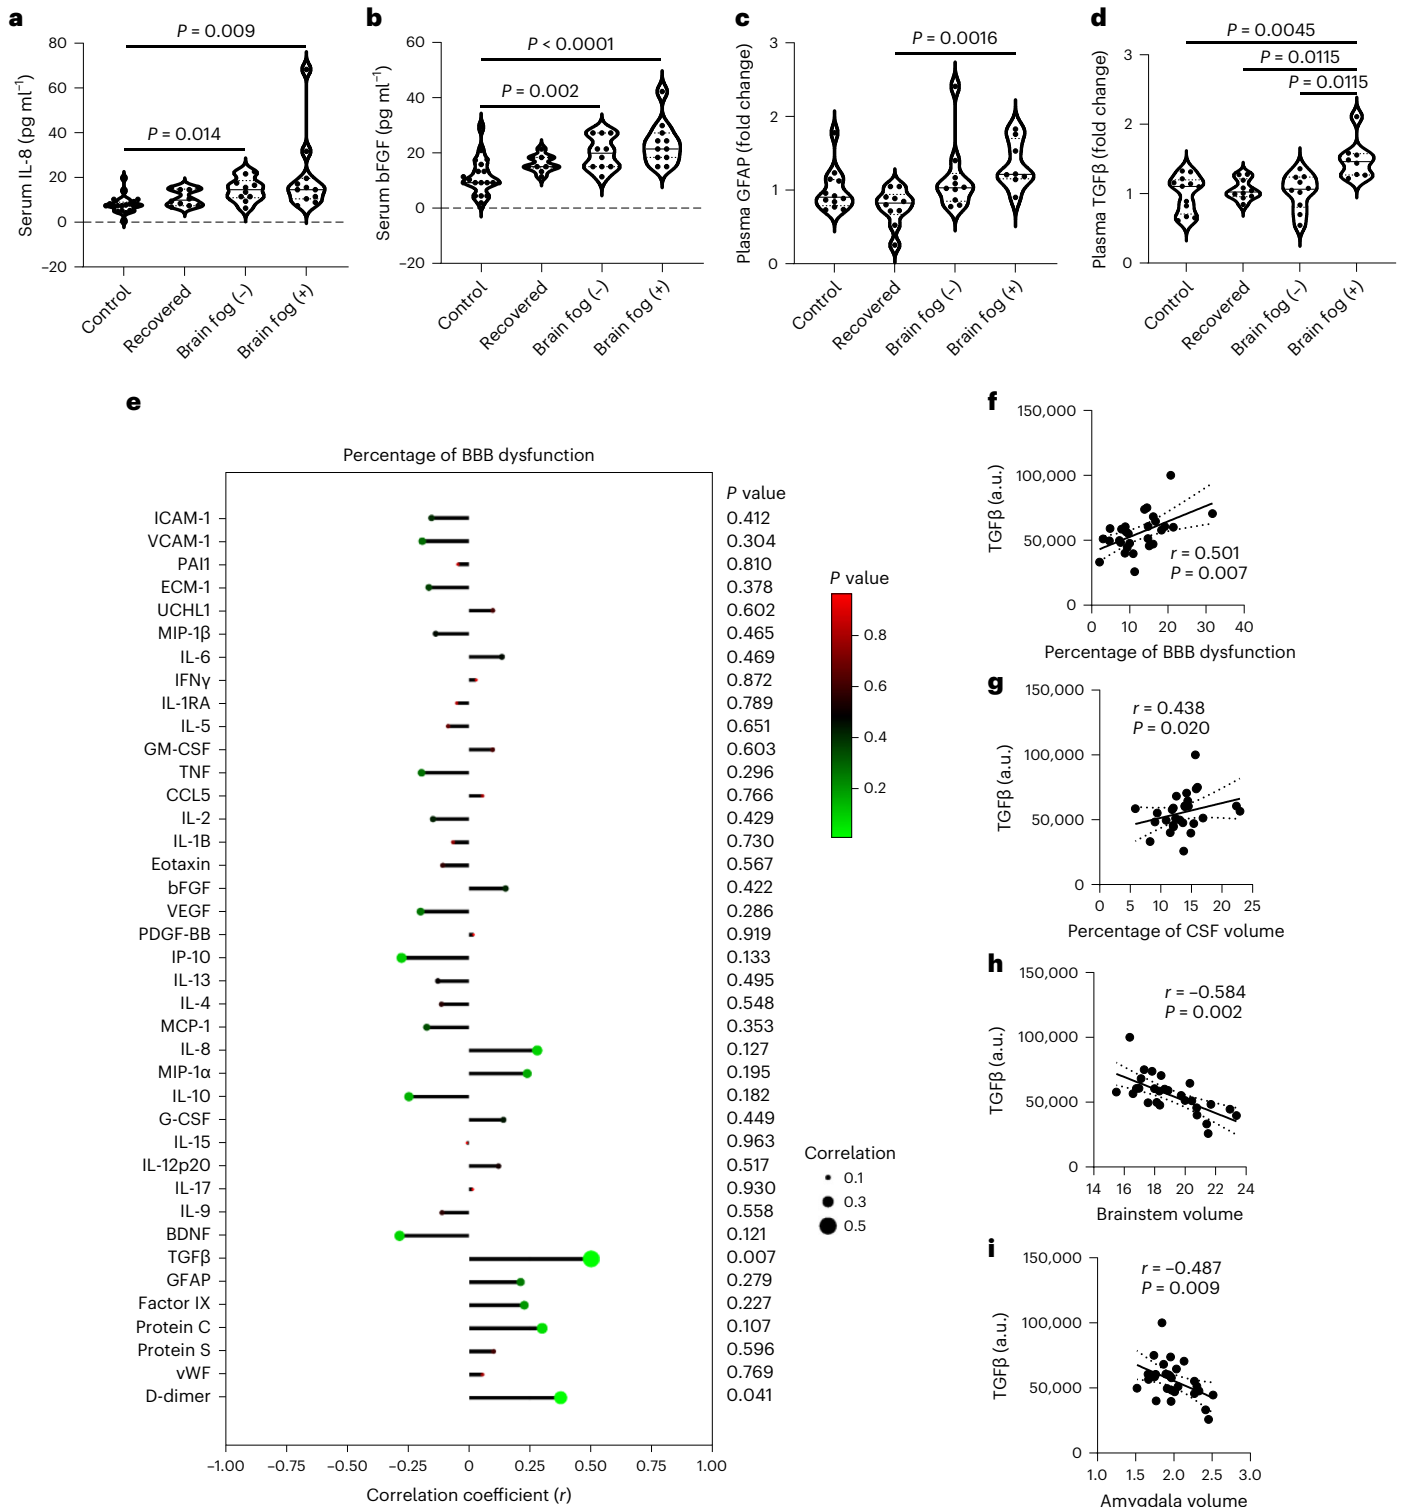 a
P = 0.009
P = 0.014
Serum IL-8 (pg ml⁻¹)
80
60
40
20
0
−20
Control
Recovered
Brain fog (−)
Brain fog (+)
b
P < 0.0001
P = 0.002
Serum bFGF (pg ml⁻¹)
60
40
20
0
−20
Control
Recovered
Brain fog (−)
Brain fog (+)
c
P = 0.0016
Plasma GFAP (fold change)
3
2
1
0
Control
Recovered
Brain fog (−)
Brain fog (+)
d
P = 0.0045
P = 0.0115
P = 0.0115
Plasma TGFβ (fold change)
3
2
1
0
Control
Recovered
Brain fog (−)
Brain fog (+)
e
Percentage of BBB dysfunction
P value
ICAM-1 0.412
VCAM-1 0.304
PAI1 0.810
ECM-1 0.378
UCHL1 0.602
MIP-1β 0.465
IL-6 0.469
IFNγ 0.872
IL-1RA 0.789
IL-5 0.651
GM-CSF 0.603
TNF 0.296
CCL5 0.766
IL-2 0.429
IL-1B 0.730
Eotaxin 0.567
bFGF 0.422
VEGF 0.286
PDGF-BB 0.919
IP-10 0.133
IL-13 0.495
IL-4 0.548
MCP-1 0.353
IL-8 0.127
MIP-1α 0.195
IL-10 0.182
G-CSF 0.449
IL-15 0.963
IL-12p20 0.517
IL-17 0.930
IL-9 0.558
BDNF 0.121
TGFβ 0.007
GFAP 0.279
Factor IX 0.227
Protein C 0.107
Protein S 0.596
vWF 0.769
D-dimer 0.041
−1.00 −0.75 −0.50 −0.25 0 0.25 0.50 0.75 1.00
Correlation coefficient (r)
P value
0.8
0.6
0.4
0.2
Correlation
0.1
0.3
0.5
f
150,000
100,000
50,000
0
TGFβ (a.u.)
r = 0.501
P = 0.007
0 10 20 30 40
Percentage of BBB dysfunction
g
150,000
100,000
50,000
0
TGFβ (a.u.)
r = 0.438
P = 0.020
0 5 10 15 20 25
Percentage of CSF volume
h
150,000
100,000
50,000
0
TGFβ (a.u.)
r = −0.584
P = 0.002
14 16 18 20 22 24
Brainstem volume
i
150,000
100,000
50,000
0
TGFβ (a.u.)
r = −0.487
P = 0.009
1.0 1.5 2.0 2.5 3.0
Amygdala volume